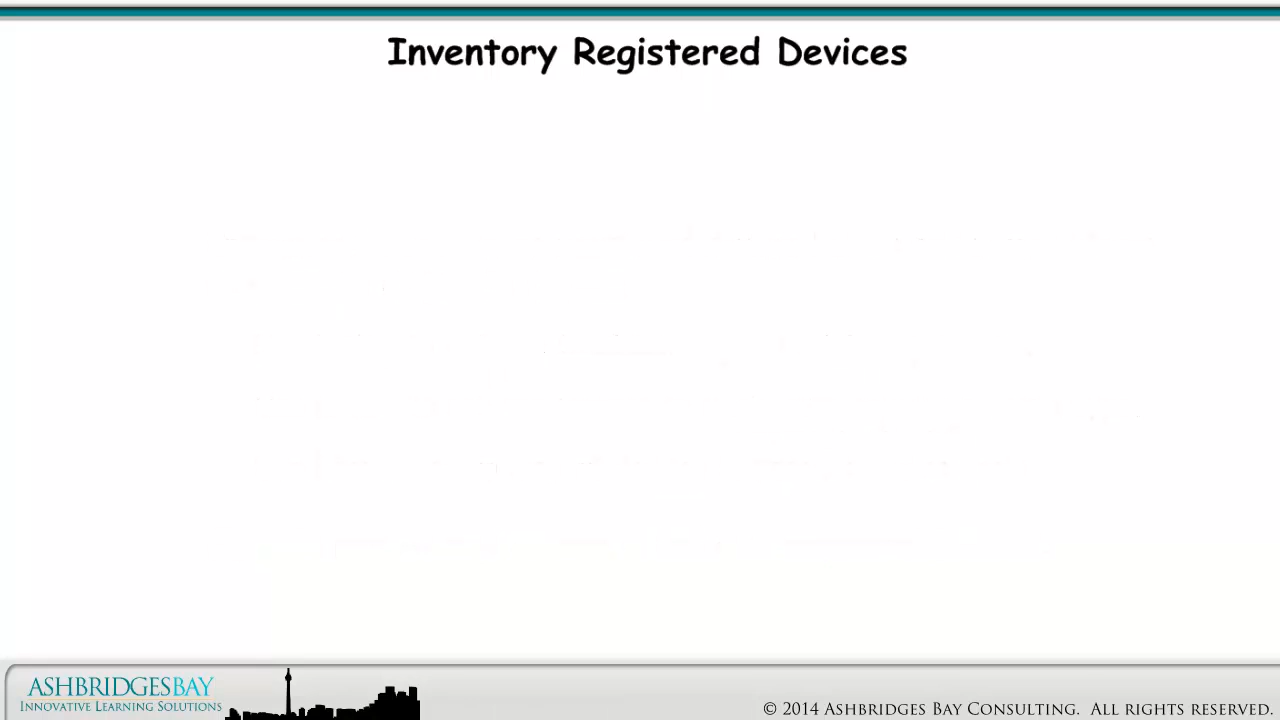 Inventory Registered Devices
ASHBRIDGESBAY
INNOVATIVE LEARNING SOLUTIONS
© 2014 ASHBRIDGES BAY CONSULTING. ALL RIGHTS RESERVED.